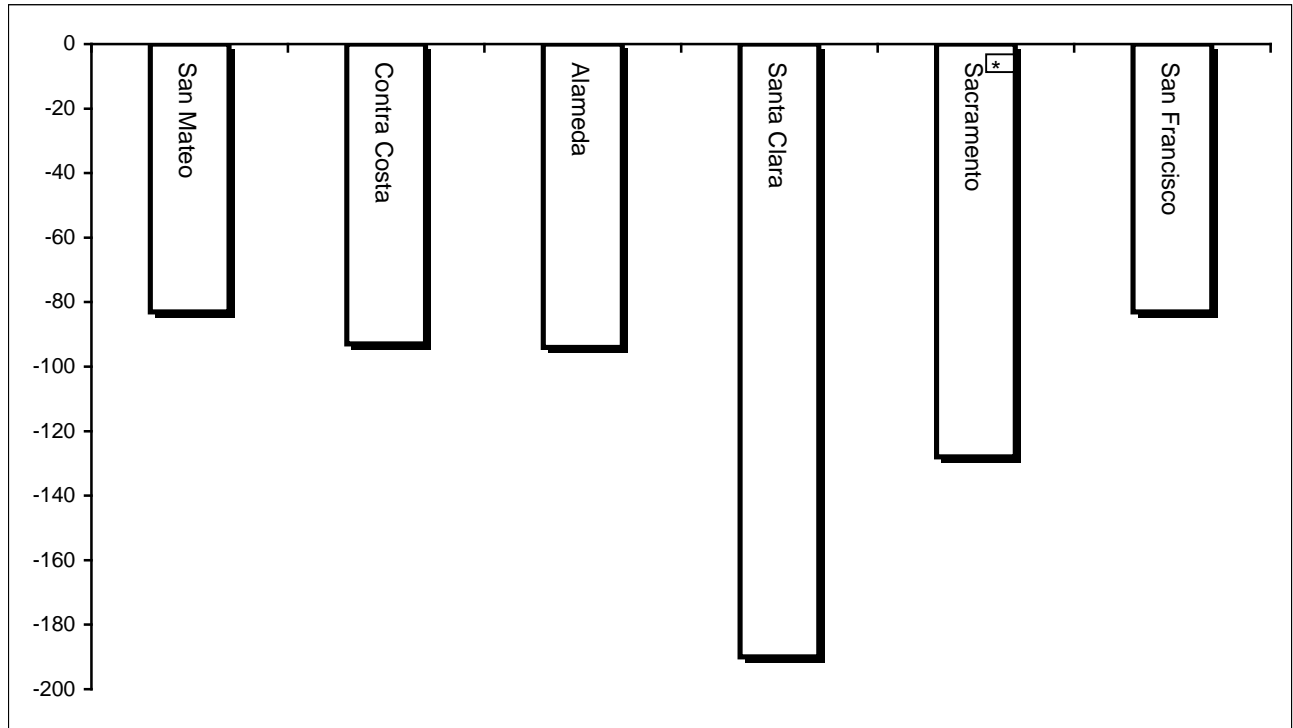 0
-20
-40
-60
-80
-100
-120
-140
-160
-180
-200
San Mateo
Contra Costa
Alameda
Santa Clara
Sacramento
*
San Francisco